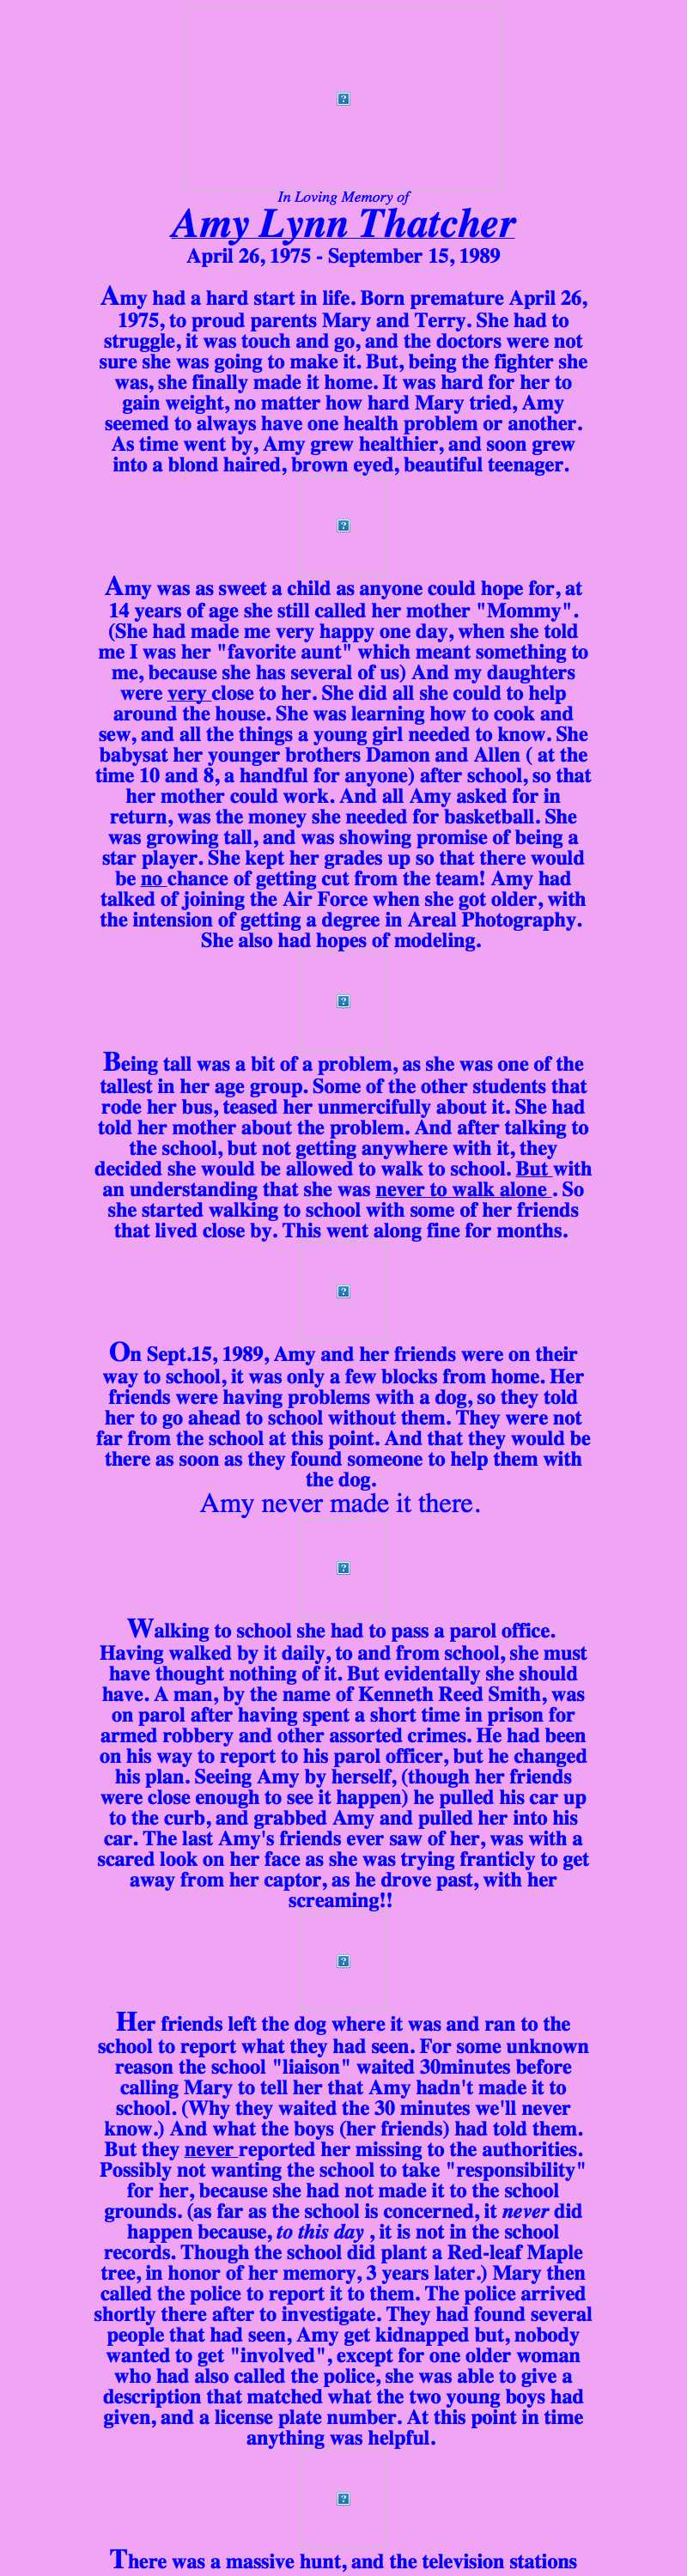 In Loving Memory of
Amy Lynn Thatcher
April 26, 1975 - September 15, 1989
Amy had a hard start in life. Born premature April 26,
1975, to proud parents Mary and Terry. She had to
struggle, it was touch and go, and the doctors were not
sure she was going to make it. But, being the fighter she
was, she finally made it home. It was hard for her to
gain weight, no matter how hard Mary tried, Amy
seemed to always have one health problem or another.
As time went by, Amy grew healthier, and soon grew
into a blond haired, brown eyed, beautiful teenager.
Amy was as sweet a child as anyone could hope for, at
14 years of age she still called her mother "Mommy".
(She had made me very happy one day, when she told
me I was her "favorite aunt" which meant something to
me, because she has several of us) And my daughters
were very close to her. She did all she could to help
around the house. She was learning how to cook and
sew, and all the things a young girl needed to know. She
babysat her younger brothers Damon and Allen ( at the
time 10 and 8, a handful for anyone) after school, so that
her mother could work. And all Amy asked for in
return, was the money she needed for basketball. She
was growing tall, and was showing promise of being a
star player. She kept her grades up so that there would
be no chance of getting cut from the team! Amy had
talked of joining the Air Force when she got older, with
the intension of getting a degree in Areal Photography.
She also had hopes of modeling.
Being tall was a bit of a problem, as she was one of the
tallest in her age group. Some of the other students that
rode her bus, teased her unmercifully about it. She had
told her mother about the problem. And after talking to
the school, but not getting anywhere with it, they
decided she would be allowed to walk to school. But with
an understanding that she was never to walk alone . So
she started walking to school with some of her friends
that lived close by. This went along fine for months.
On Sept.15, 1989, Amy and her friends were on their
way to school, it was only a few blocks from home. Her
friends were having problems with a dog, so they told
her to go ahead to school without them. They were not
far from the school at this point. And that they would be
there as soon as they found someone to help them with
the dog.
Amy never made it there.
Walking to school she had to pass a parol office.
Having walked by it daily, to and from school, she must
have thought nothing of it. But evidentally she should
have. A man, by the name of Kenneth Reed Smith, was
on parol after having spent a short time in prison for
armed robbery and other assorted crimes. He had been
on his way to report to his parol officer, but he changed
his plan. Seeing Amy by herself, (though her friends
were close enough to see it happen) he pulled his car up
to the curb, and grabbed Amy and pulled her into his
car. The last Amy's friends ever saw of her, was with a
scared look on her face as she was trying franticly to get
away from her captor, as he drove past, with her
screaming!!
Her friends left the dog where it was and ran to the
school to report what they had seen. For some unknown
reason the school "liaison" waited 30minutes before
calling Mary to tell her that Amy hadn't made it to
school. (Why they waited the 30 minutes we'll never
know.) And what the boys (her friends) had told them.
But they never reported her missing to the authorities.
Possibly not wanting the school to take "responsibility"
for her, because she had not made it to the school
grounds. (as far as the school is concerned, it never did
happen because, to this day , it is not in the school
records. Though the school did plant a Red-leaf Maple
tree, in honor of her memory, 3 years later.) Mary then
called the police to report it to them. The police arrived
shortly there after to investigate. They had found several
people that had seen, Amy get kidnapped but, nobody
wanted to get "involved", except for one older woman
who had also called the police, she was able to give a
description that matched what the two young boys had
given, and a license plate number. At this point in time
anything was helpful.
There was a massive hunt, and the television stations